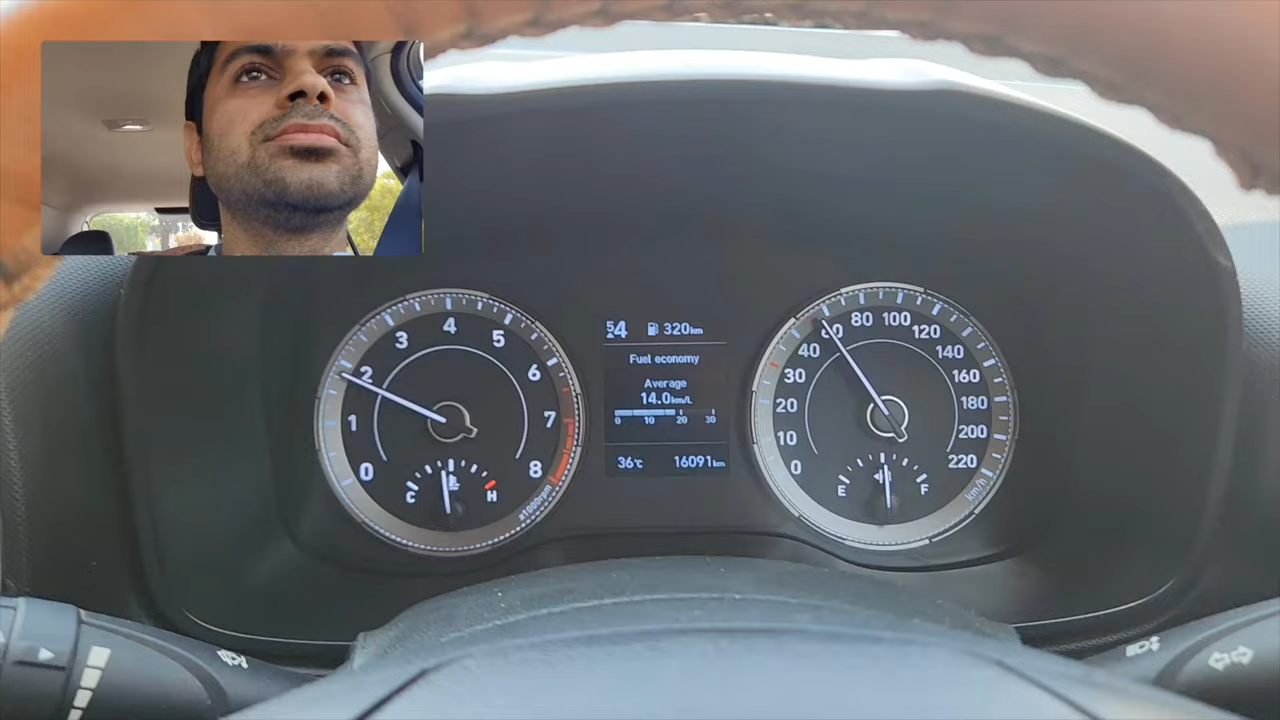 0
1
2
3
4
5
6
7
8
x1000rpm
C
H
54
320km
Fuel economy
Average
14.0km/L
0 10 20 30
36°C
16091km
0
10
20
30
40
60
80
100
120
140
160
180
200
220
km/h
E
F